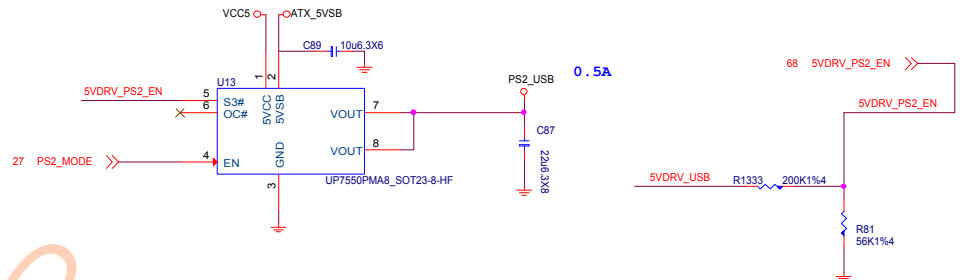 VCC5
ATX_5VSB
C89 10u6.3X6
U13
1
2
5VDRV_PS2_EN
5
6
S3#
OC#
5VCC
5VSB
VOUT
7
VOUT
8
PS2_USB
0.5A
C87
22u6.3X8
27 PS2_MODE
4
EN
GND
3
UP7550PMA8_SOT23-8-HF
68 5VDRV_PS2_EN
5VDRV_PS2_EN
5VDRV_USB
R1333 200K1%4
R81
56K1%4